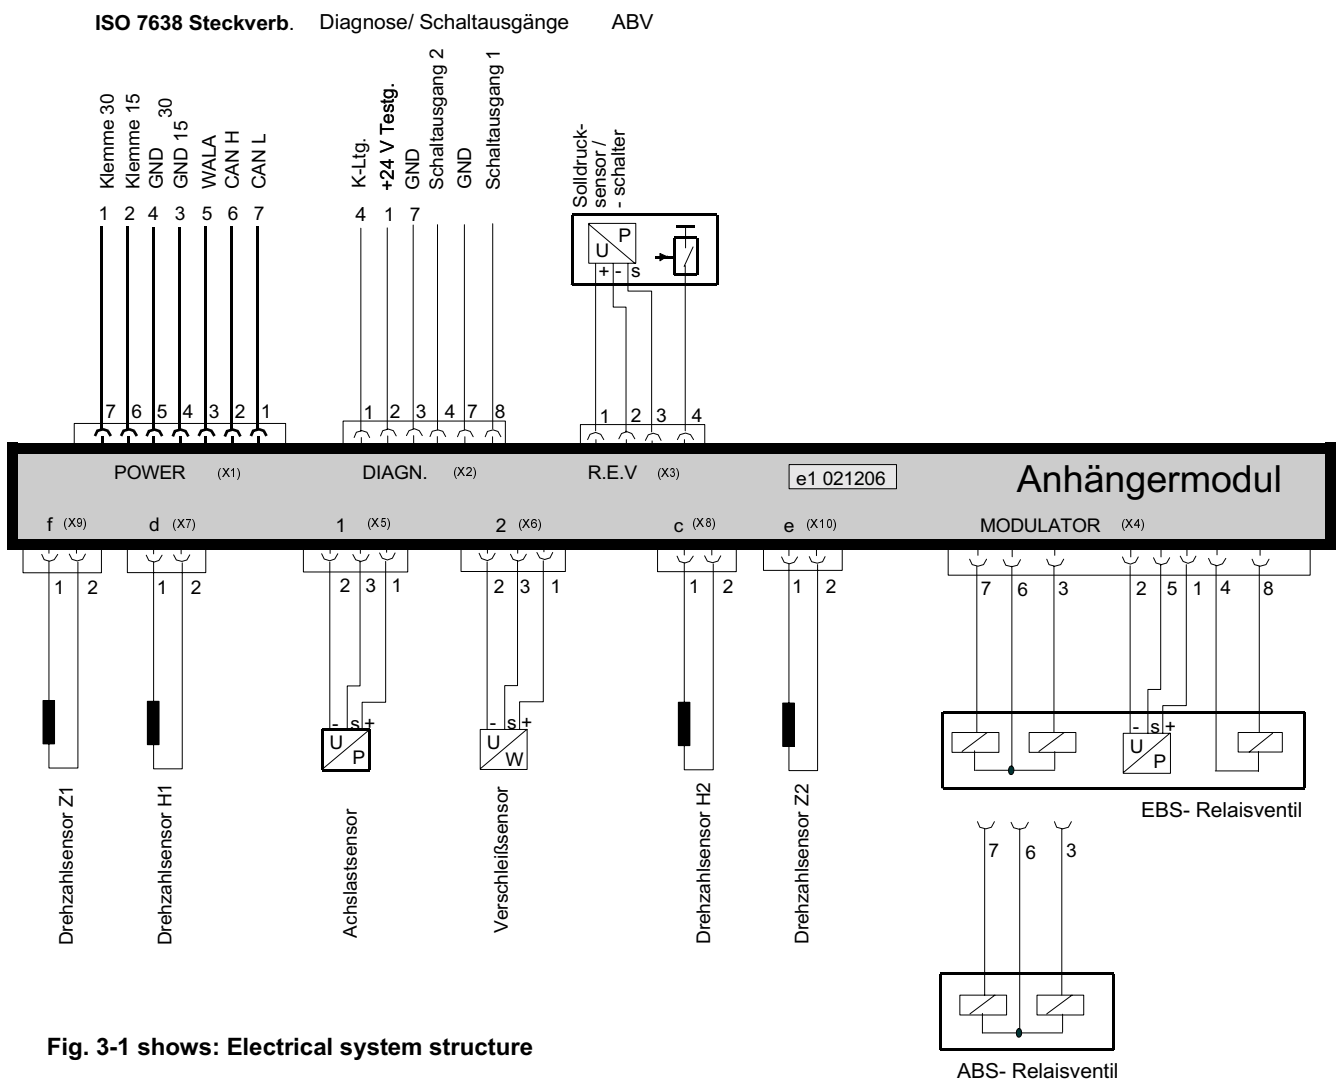 ISO 7638 Steckverb. Diagnose/ Schaltausgänge ABV
Klemme 30
Klemme 15
GND 30
GND 15
WALA
CAN H
CAN L
K-Ltg.
+24 V Testg.
GND
Schaltausgang 2
GND
Schaltausgang 1
Solldruck-
sensor /
- schalter
1 2 4 3 5 6 7 4 1 7
U P
+ - s
7 6 5 4 3 2 1 1 2 3 4 7 8 1 2 3 4
POWER (X1) DIAGN. (X2) R.E.V (X3) e1 021206 Anhängermodul
f (X9) d (X7) 1 (X5) 2 (X6) c (X8) e (X10) MODULATOR (X4)
1 2 1 2 2 3 1 2 3 1 1 2 1 2 7 6 3 2 5 1 4 8
- s + - s + - s +
U P U W U P
EBS- Relaisventil
Drehzahlsensor Z1
Drehzahlsensor H1
Achslastsensor
Verschleißsensor
Drehzahlsensor H2
Drehzahlsensor Z2
7 6 3
Fig. 3-1 shows: Electrical system structure
ABS- Relaisventil